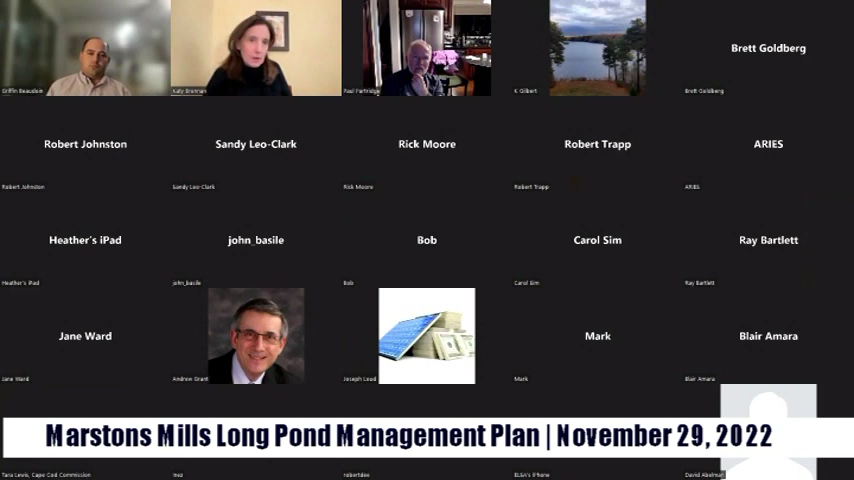 Griffin Beaudoin
Katy Brennan
Paul Partridge
K Gilbert
Brett Goldberg
Brett Goldberg
Robert Johnston
Sandy Leo-Clark
Rick Moore
Robert Trapp
ARIES
Robert Johnston
Sandy Leo-Clark
Rick Moore
Robert Trapp
ARIES
Heather's iPad
john_basile
Bob
Carol Sim
Ray Bartlett
Heather's iPad
john_basile
Bob
Carol Sim
Ray Bartlett
Jane Ward
Mark
Blair Amara
Jane Ward
Andrew Grant
Joseph Leod
Mark
Blair Amara
Marstons Mills Long Pond Management Plan | November 29, 2022
Tara Lewis, Cape Cod Commission
robertdee
ELSA's iPhone
David Abelman